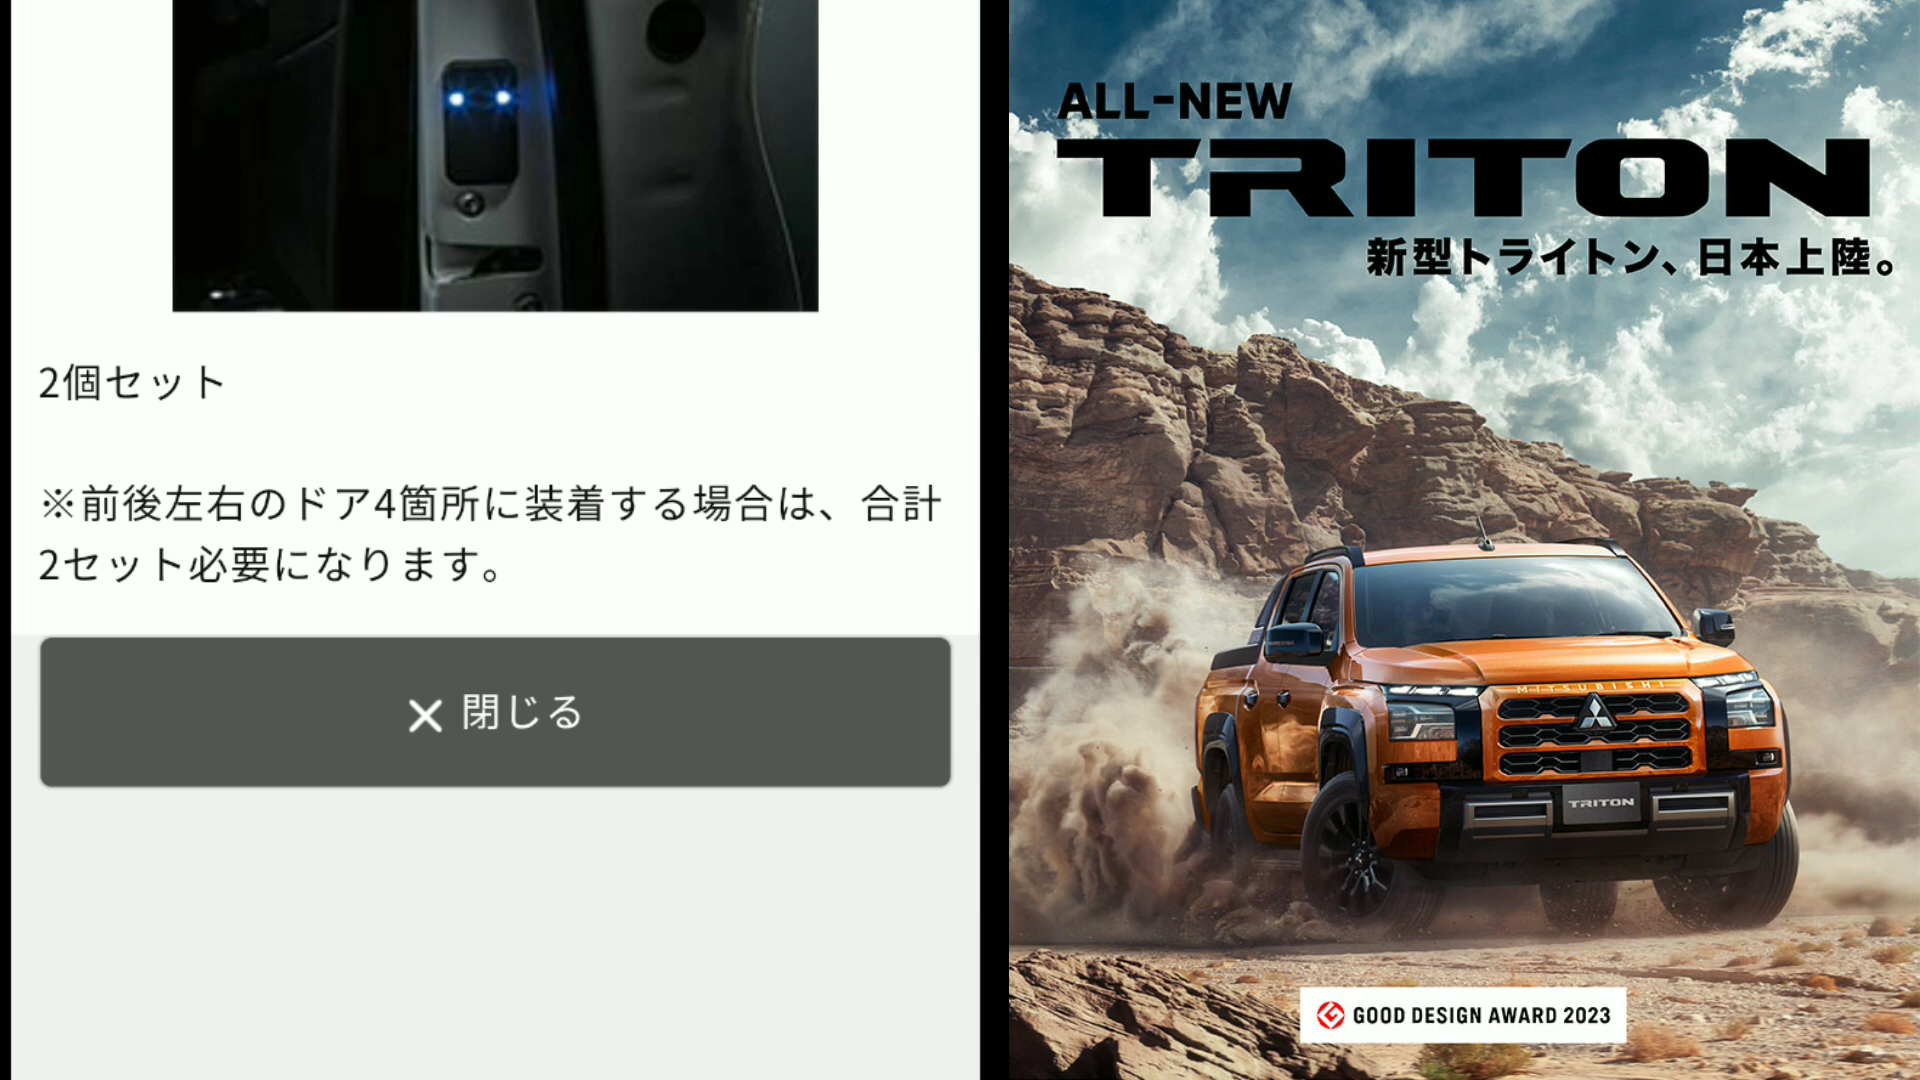 2個セット
※前後左右のドア4箇所に装着する場合は、合計
2セット必要になります。
× 閉じる
ALL-NEW
TRITON
新型トライトン、日本上陸。
MITSUBISHI
TRITON
GOOD DESIGN AWARD 2023